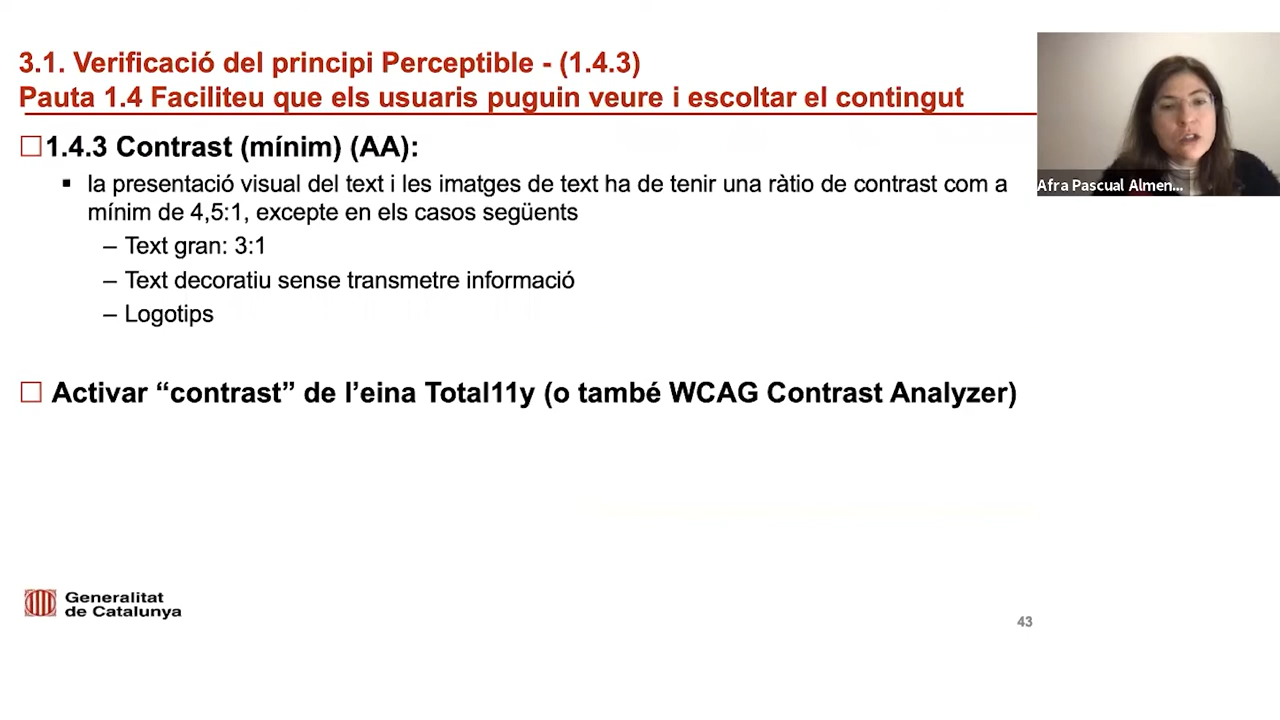 3.1. Verificació del principi Perceptible - (1.4.3)
Pauta 1.4 Faciliteu que els usuaris puguin veure i escoltar el contingut
1.4.3 Contrast (mínim) (AA):
la presentació visual del text i les imatges de text ha de tenir una ràtio de contrast com a
mínim de 4,5:1, excepte en els casos següents
– Text gran: 3:1
– Text decoratiu sense transmetre informació
– Logotips
Activar “contrast” de l’eina Total11y (o també WCAG Contrast Analyzer)
Afra Pascual Almen...
Generalitat
de Catalunya
43